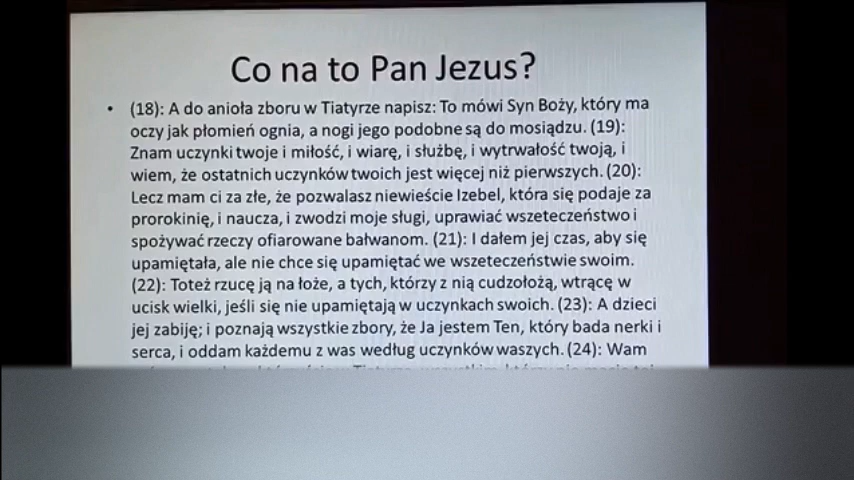 Co na to Pan Jezus?
• (18): A do anioła zboru w Tiatyrze napisz: To mówi Syn Boży, który ma
oczy jak płomień ognia, a nogi jego podobne są do mosiądzu. (19):
Znam uczynki twoje i miłość, i wiarę, i służbę, i wytrwałość twoją, i
wiem, że ostatnich uczynków twoich jest więcej niż pierwszych. (20):
Lecz mam ci za złe, że pozwalasz niewieście Izebel, która się podaje za
prorokinię, i naucza, i zwodzi moje sługi, uprawiać wszeteczeństwo i
spożywać rzeczy ofiarowane bałwanom. (21): I dałem jej czas, aby się
upamiętała, ale nie chce się upamiętać we wszeteczeństwie swoim.
(22): Toteż rzucę ją na łoże, a tych, którzy z nią cudzołożą, wtrącę w
ucisk wielki, jeśli się nie upamiętają w uczynkach swoich. (23): A dzieci
jej zabiję; i poznają wszystkie zbory, że Ja jestem Ten, który bada nerki i
serca, i oddam każdemu z was według uczynków waszych. (24): Wam